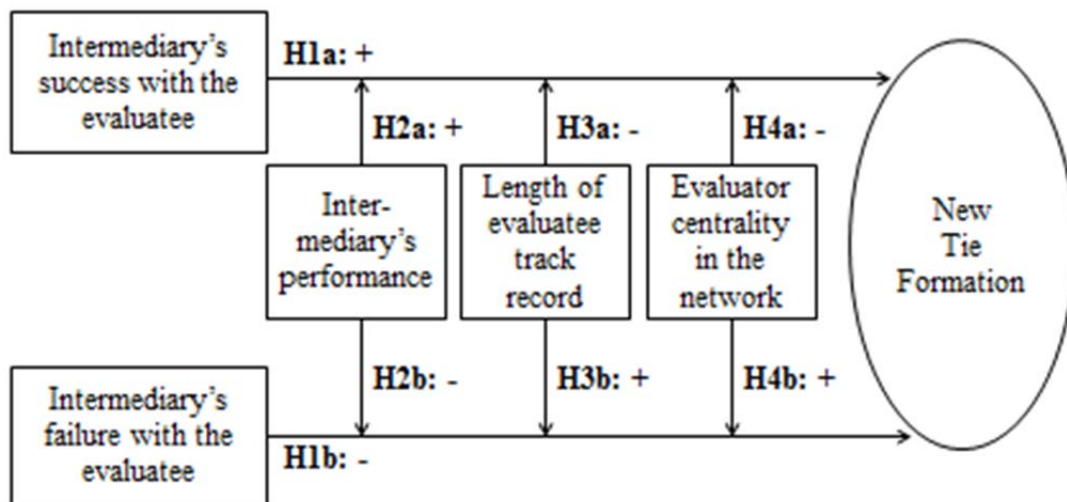 Intermediary's
success with the
evaluatee
H1a: +
H2a: +
H3a: -
H4a: -
Inter-
mediary's
performance
Length of
evaluatee
track
record
Evaluator
centrality
in the
network
New
Tie
Formation
H2b: -
H3b: +
H4b: +
Intermediary's
failure with the
evaluatee
H1b: -